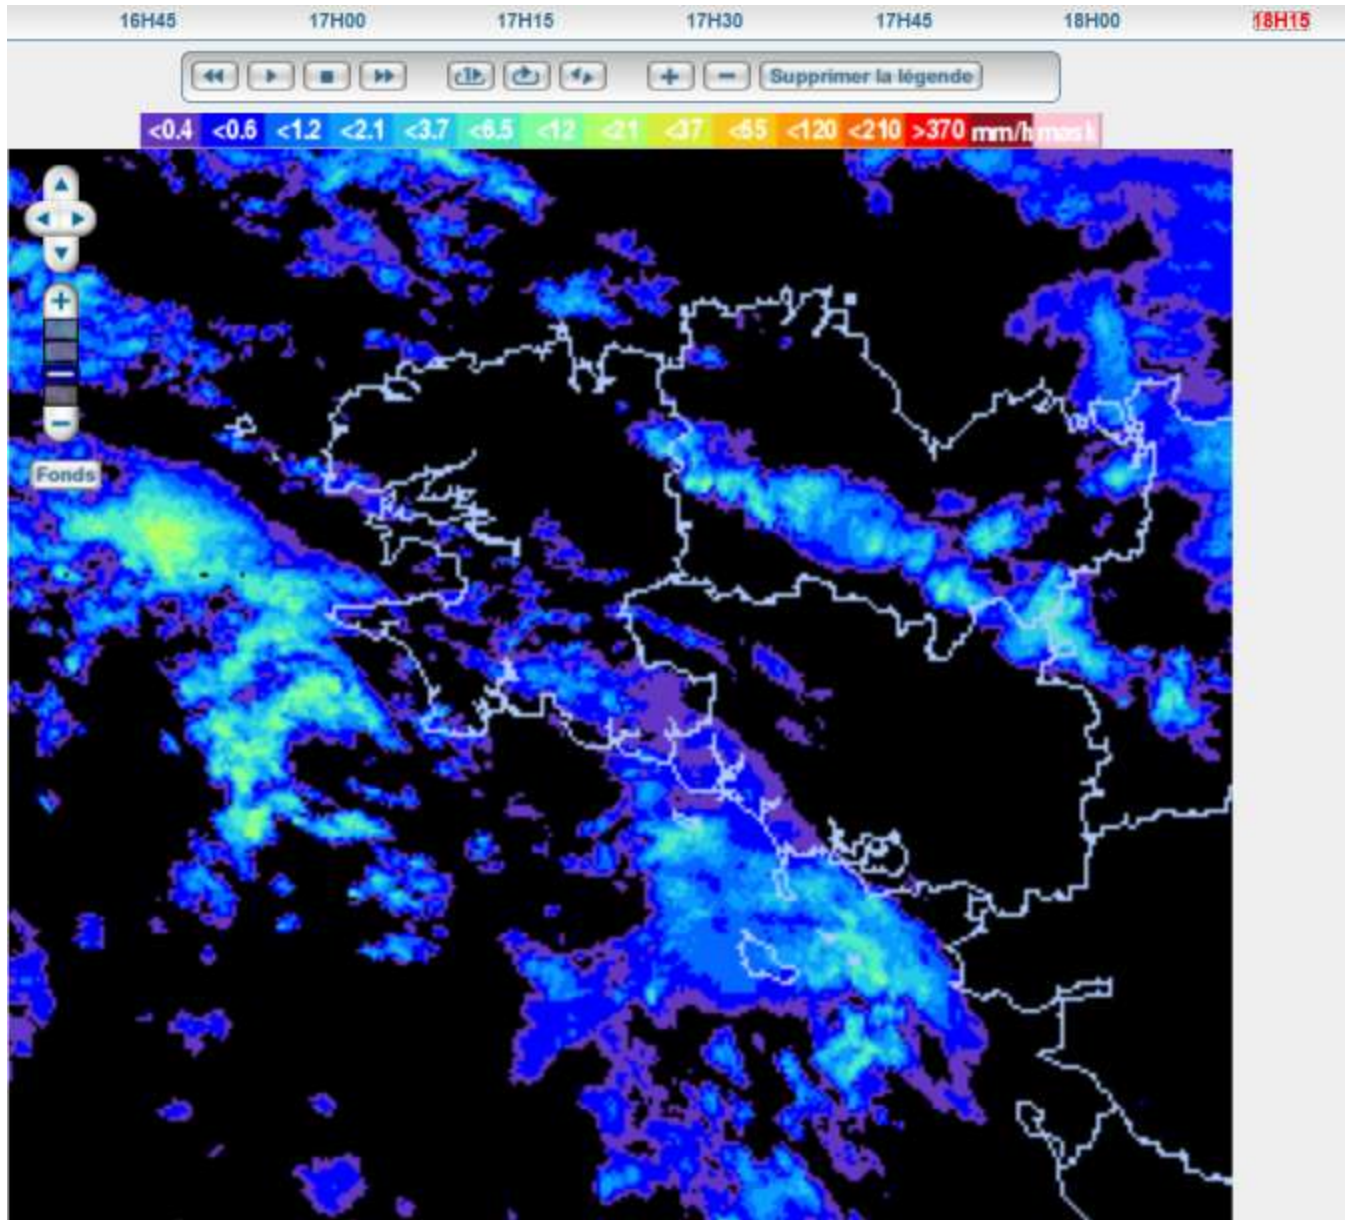 16H45 17H00 17H15 17H30 17H45 18H00 18H15
Supprimer la légende
<0.4 <0.6 <1.2 <2.1 <3.7 <6.5 <12 <21 <37 <65 <120 <210 >370 mm/h mask
Fonds